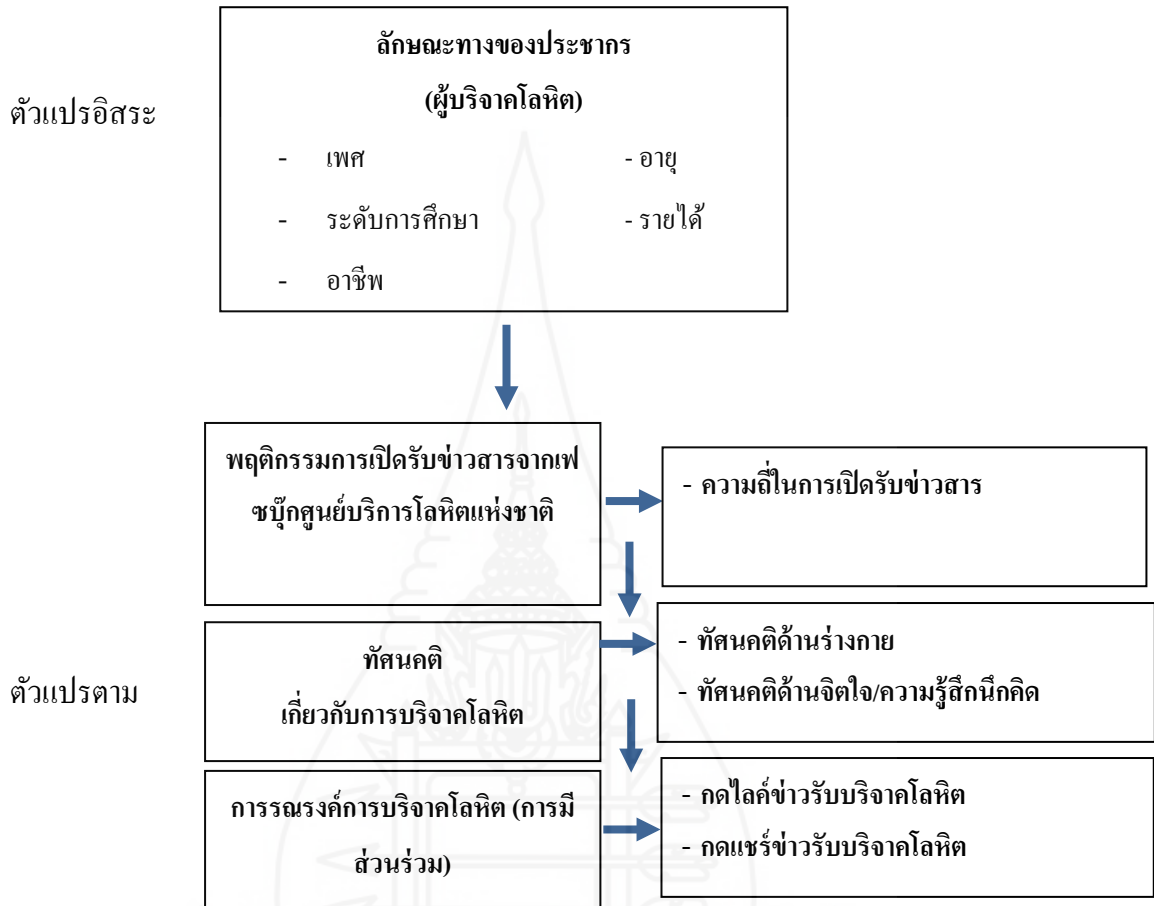 ลักษณะทางของประชากร
(ผู้บริจาคโลหิต)
ตัวแปรอิสระ
- เพศ - อายุ
- ระดับการศึกษา - รายได้
- อาชีพ
พฤติกรรมการเปิดรับข่าวสารจากเฟ
ซบุ๊กศูนย์บริการโลหิตแห่งชาติ
- ความถี่ในการเปิดรับข่าวสาร
ตัวแปรตาม
ทัศนคติ
เกี่ยวกับการบริจาคโลหิต
- ทัศนคติด้านร่างกาย
- ทัศนคติด้านจิตใจ/ความรู้สึกนึกคิด
การรณรงค์การบริจาคโลหิต (การมี
ส่วนร่วม)
- กดไลค์ข่าวรับบริจาคโลหิต
- กดแชร์ข่าวรับบริจาคโลหิต